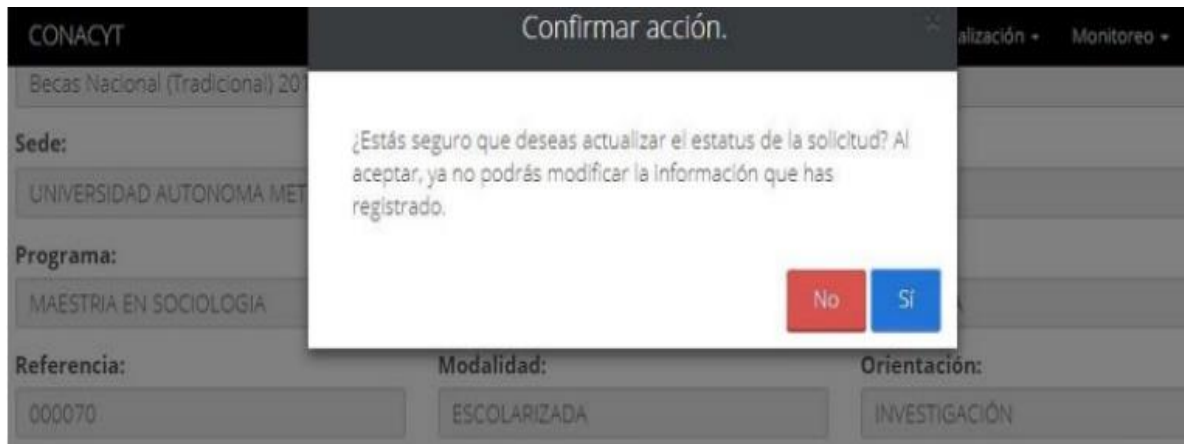 CONACYT
Confirmar acción.
alización
Monitoreo
Becas Nacional (Tradicional) 201
Sede:
¿Estás seguro que deseas actualizar el estatus de la solicitud? Al
aceptar, ya no podrás modificar la información que has
registrado.
UNIVERSIDAD AUTONOMA MET
Programa:
MAESTRIA EN SOCIOLOGIA
No
Sí
Referencia:
Modalidad:
Orientación:
000070
ESCOLARIZADA
INVESTIGACIÓN